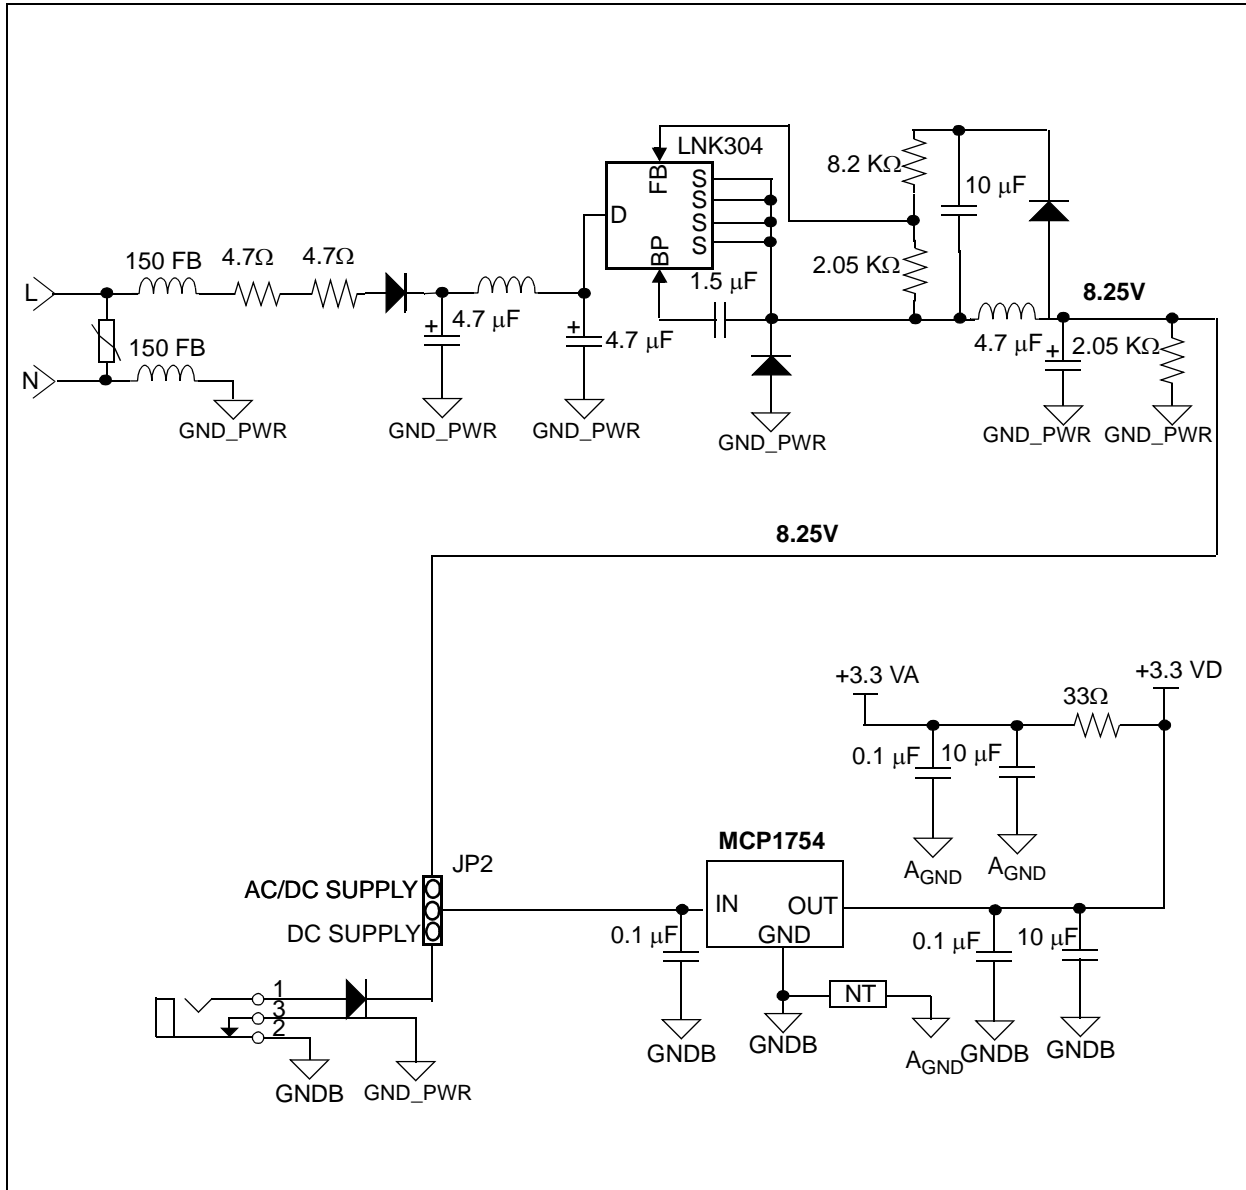 LNK304
FB
S
S
S
S
D
BP
8.2 KΩ
10 µF
2.05 KΩ
150 FB
4.7Ω
4.7Ω
1.5 µF
8.25V
L
4.7 µF
4.7 µF
4.7 µF
2.05 KΩ
150 FB
N
GND_PWR
GND_PWR
GND_PWR
GND_PWR
GND_PWR
GND_PWR
8.25V
+3.3 VA
+3.3 VD
33Ω
0.1 µF
10 µF
MCP1754
AGND
AGND
JP2
AC/DC SUPPLY
DC SUPPLY
IN
OUT
GND
0.1 µF
0.1 µF
10 µF
1
3
2
NT
GNDB
GND_PWR
GNDB
GNDB
AGND
GNDB
GNDB